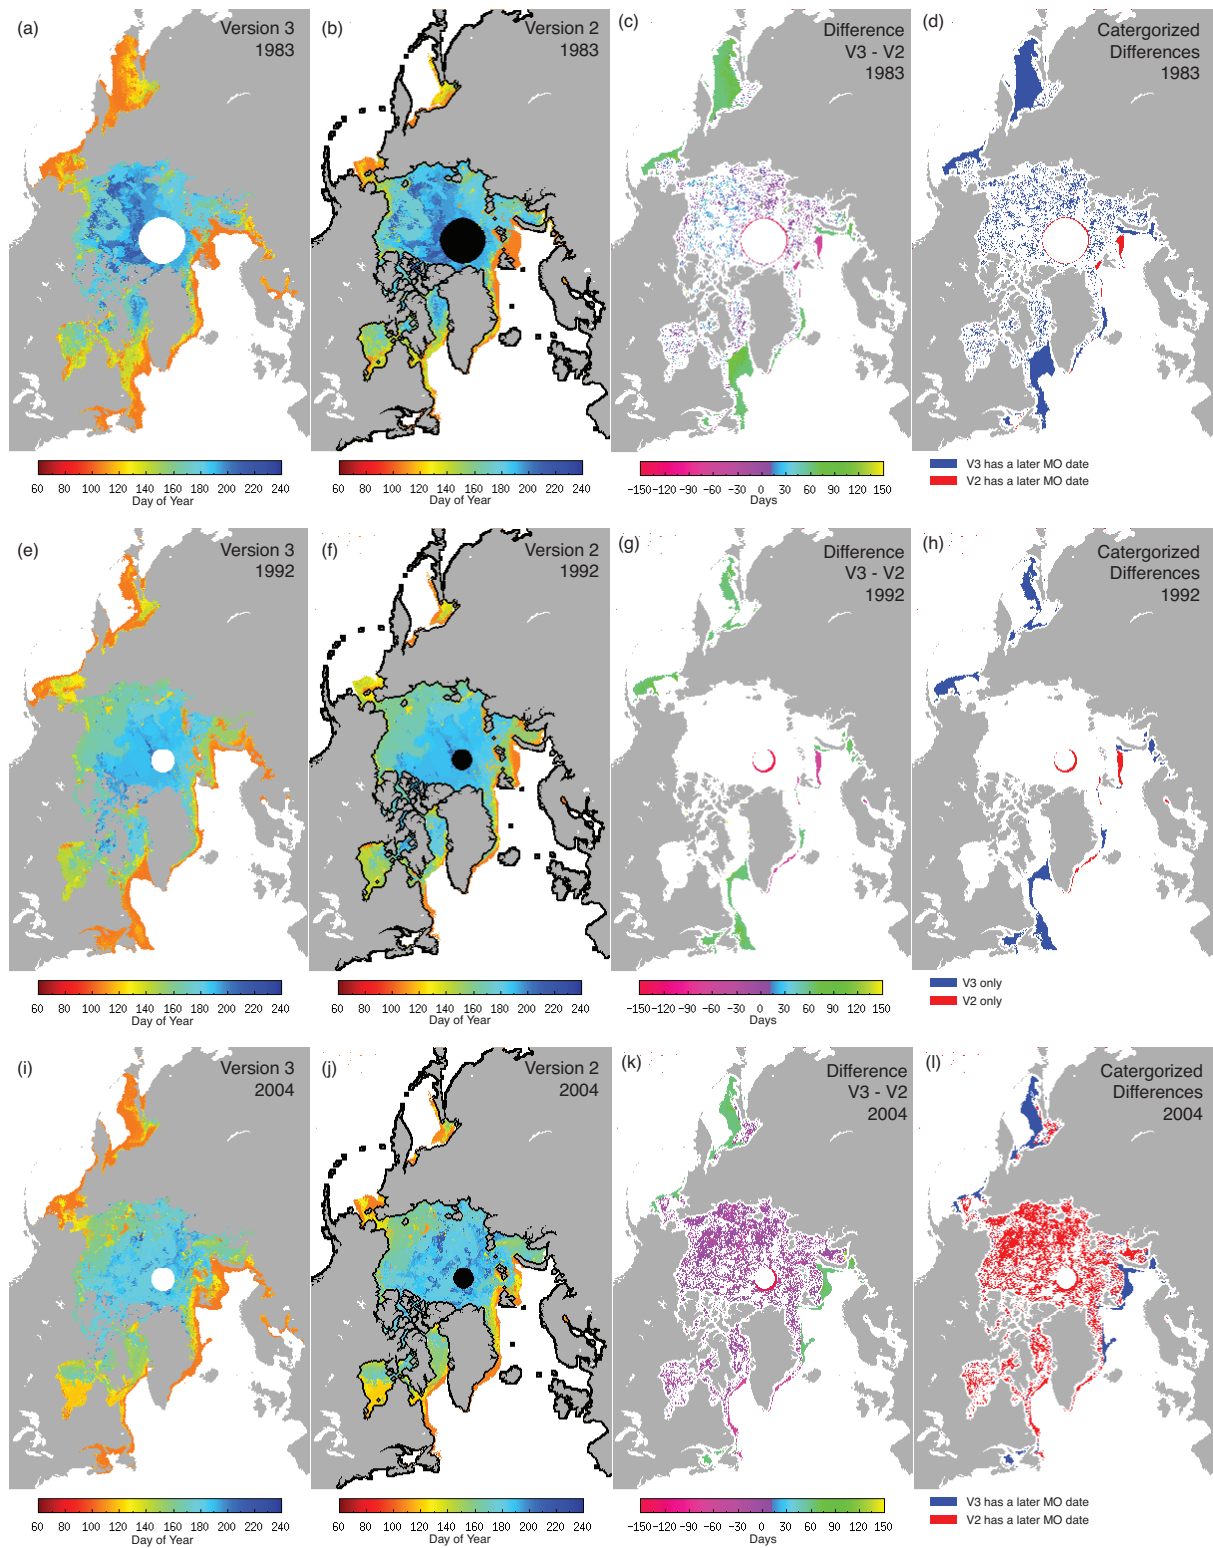 (a)
Version 3
1983
(b)
Version 2
1983
(c)
Difference
V3 - V2
1983
(d)
Catergorized
Differences
1983
60 80 100 120 140 160 180 200 220 240
Day of Year
60 80 100 120 140 160 180 200 220 240
Day of Year
−150−120−90 −60 −30 0 30 60 90 120 150
Days
V3 has a later MO date
V2 has a later MO date
(e)
Version 3
1992
(f)
Version 2
1992
(g)
Difference
V3 - V2
1992
(h)
Catergorized
Differences
1992
60 80 100 120 140 160 180 200 220 240
Day of Year
60 80 100 120 140 160 180 200 220 240
Day of Year
−150−120−90 −60 −30 0 30 60 90 120 150
Days
V3 only
V2 only
(i)
Version 3
2004
(j)
Version 2
2004
(k)
Difference
V3 - V2
2004
(l)
Catergorized
Differences
2004
60 80 100 120 140 160 180 200 220 240
Day of Year
60 80 100 120 140 160 180 200 220 240
Day of Year
−150−120−90 −60 −30 0 30 60 90 120 150
Days
V3 has a later MO date
V2 has a later MO date